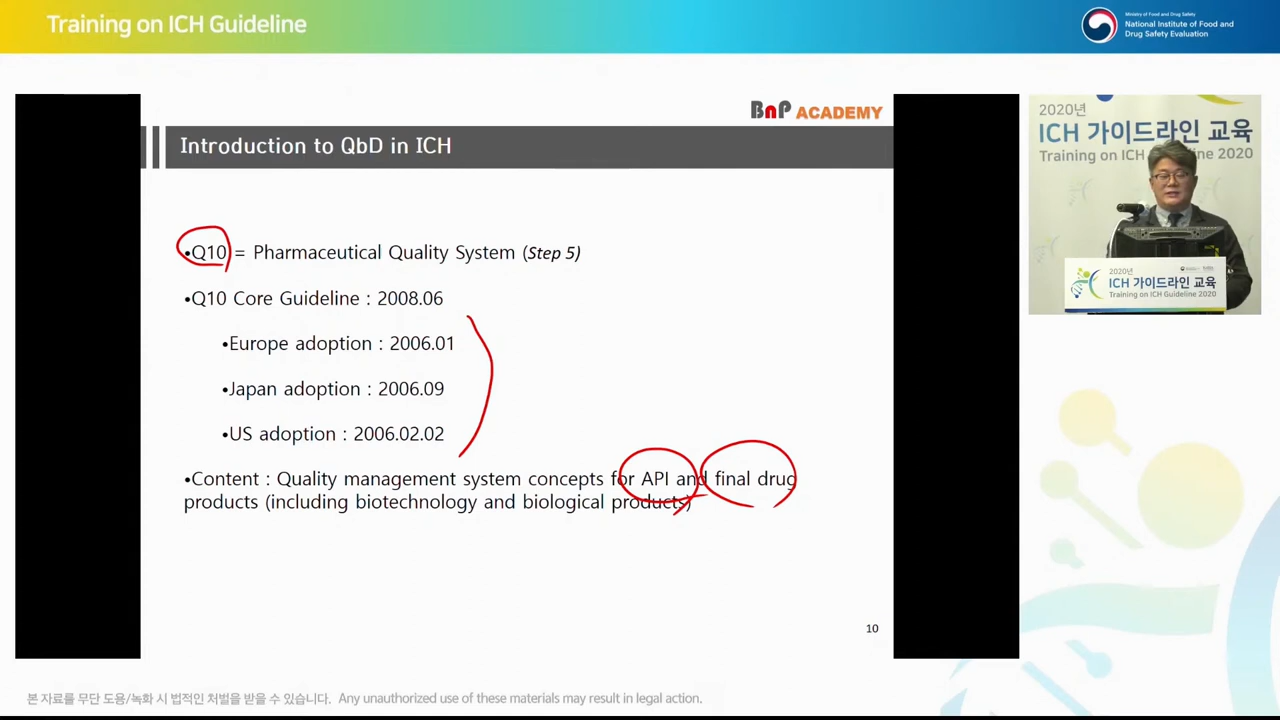 Training on ICH Guideline
Ministry of Food and Drug Safety
National Institute of Food and
Drug Safety Evaluation
BnP ACADEMY
Introduction to QbD in ICH
•Q10 = Pharmaceutical Quality System (Step 5)
•Q10 Core Guideline : 2008.06
•Europe adoption : 2006.01
•Japan adoption : 2006.09
•US adoption : 2006.02.02
•Content : Quality management system concepts for API and final drug
products (including biotechnology and biological products)
10
2020년
ICH 가이드라인 교육
Training on ICH Guideline 2020
2020년
ICH 가이드라인 교육
Training on ICH Guideline 2020
본 자료를 무단 도용/녹화 시 법적인 처벌을 받을 수 있습니다. Any unauthorized use of these materials may result in legal action.